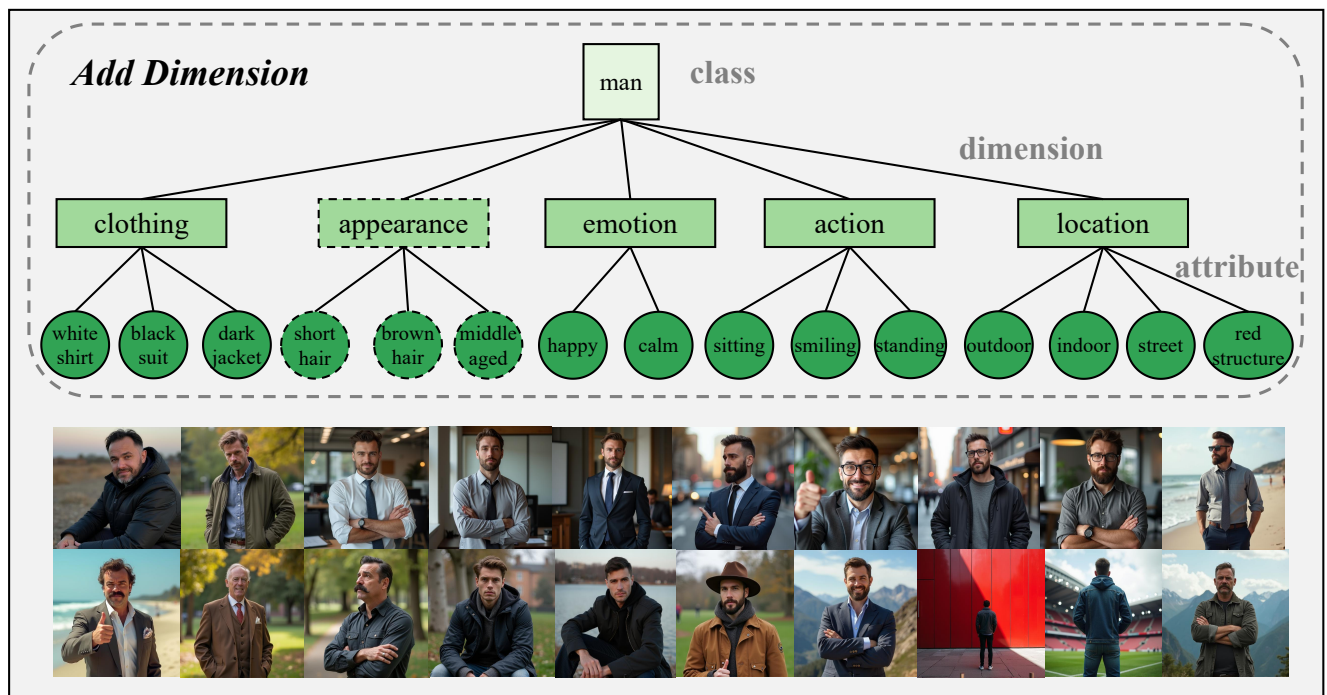 Add Dimension
man
class
dimension
clothing
appearance
emotion
action
location
attribute
white
shirt
black
suit
dark
jacket
short
hair
brown
hair
middle
aged
happy
calm
sitting
smiling
standing
outdoor
indoor
street
red
structure